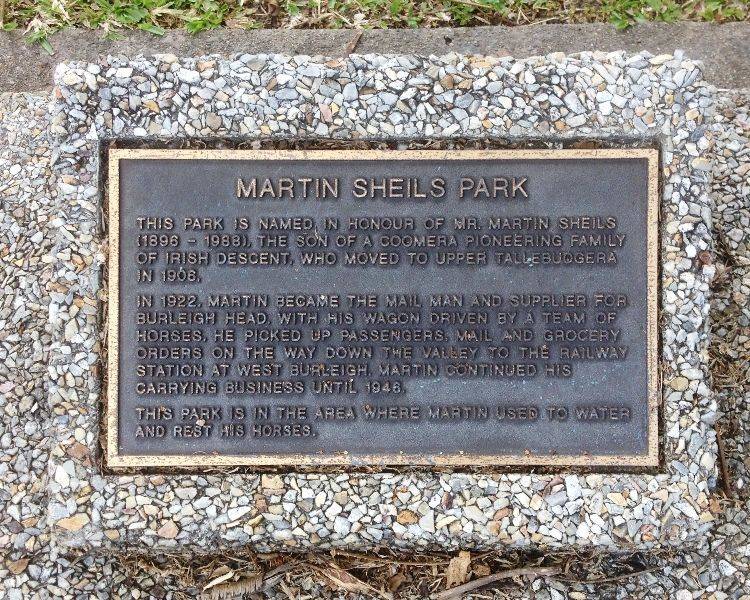 MARTIN SHEILS PARK
THIS PARK IS NAMED IN HONOUR OF MR. MARTIN SHEILS
(1896 - 1988), THE SON OF A COOMERA PIONEERING FAMILY
OF IRISH DESCENT, WHO MOVED TO UPPER TALLEBUDGERA
IN 1906.
IN 1922, MARTIN BECAME THE MAIL MAN AND SUPPLIER FOR
BURLEIGH HEAD. WITH HIS WAGON DRIVEN BY A TEAM OF
HORSES, HE PICKED UP PASSENGERS, MAIL AND GROCERY
ORDERS ON THE WAY DOWN THE VALLEY TO THE RAILWAY
STATION AT WEST BURLEIGH. MARTIN CONTINUED HIS
CARRYING BUSINESS UNTIL 1946.
THIS PARK IS IN THE AREA WHERE MARTIN USED TO WATER
AND REST HIS HORSES.